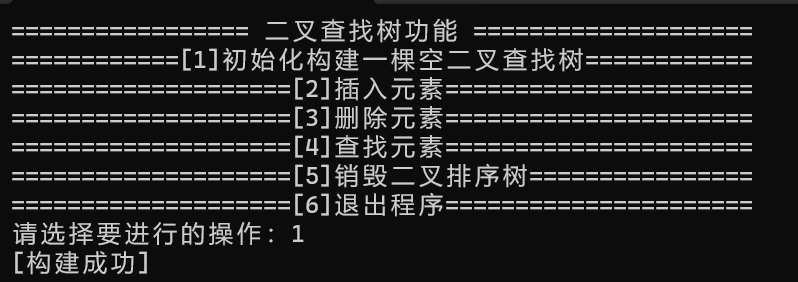 ================= 二叉查找树功能 ====================
============[1]初始化构建一棵空二叉查找树============
====================[2]插入元素======================
====================[3]删除元素======================
====================[4]查找元素======================
====================[5]销毁二叉排序树================
====================[6]退出程序======================
请选择要进行的操作：1
[构建成功]